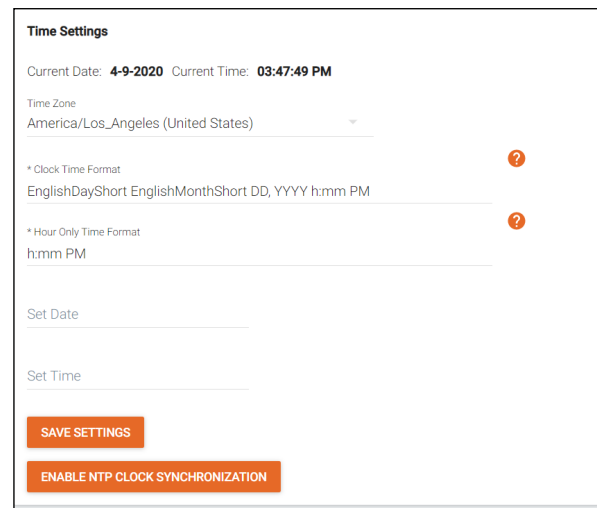 Time Settings
Current Date: 4-9-2020 Current Time: 03:47:49 PM
Time Zone
America/Los_Angeles (United States)
* Clock Time Format
EnglishDayShort EnglishMonthShort DD, YYYY h:mm PM
?
* Hour Only Time Format
h:mm PM
?
Set Date
Set Time
SAVE SETTINGS
ENABLE NTP CLOCK SYNCHRONIZATION